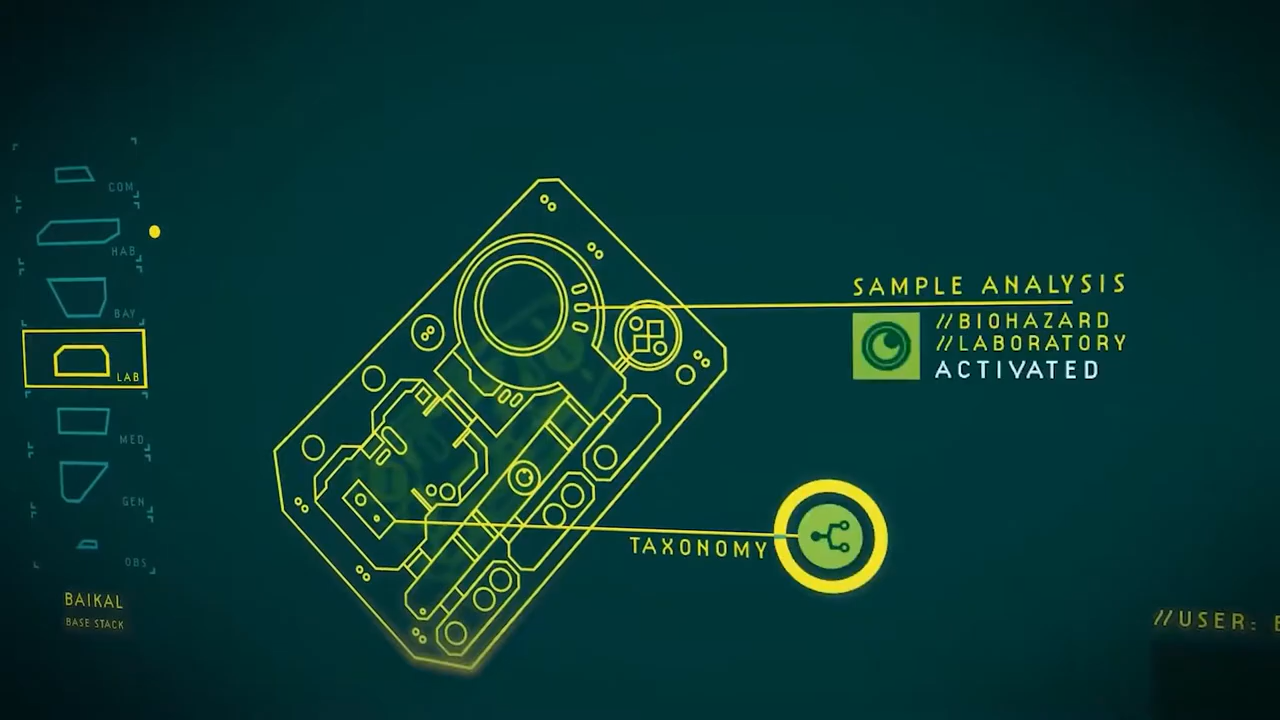 COM
HAB
BAY
LAB
MED
GEN
OBS
BAIKAL
BASE STACK
SAMPLE ANALYSIS
//BIOHAZARD
//LABORATORY
ACTIVATED
TAXONOMY
//USER: